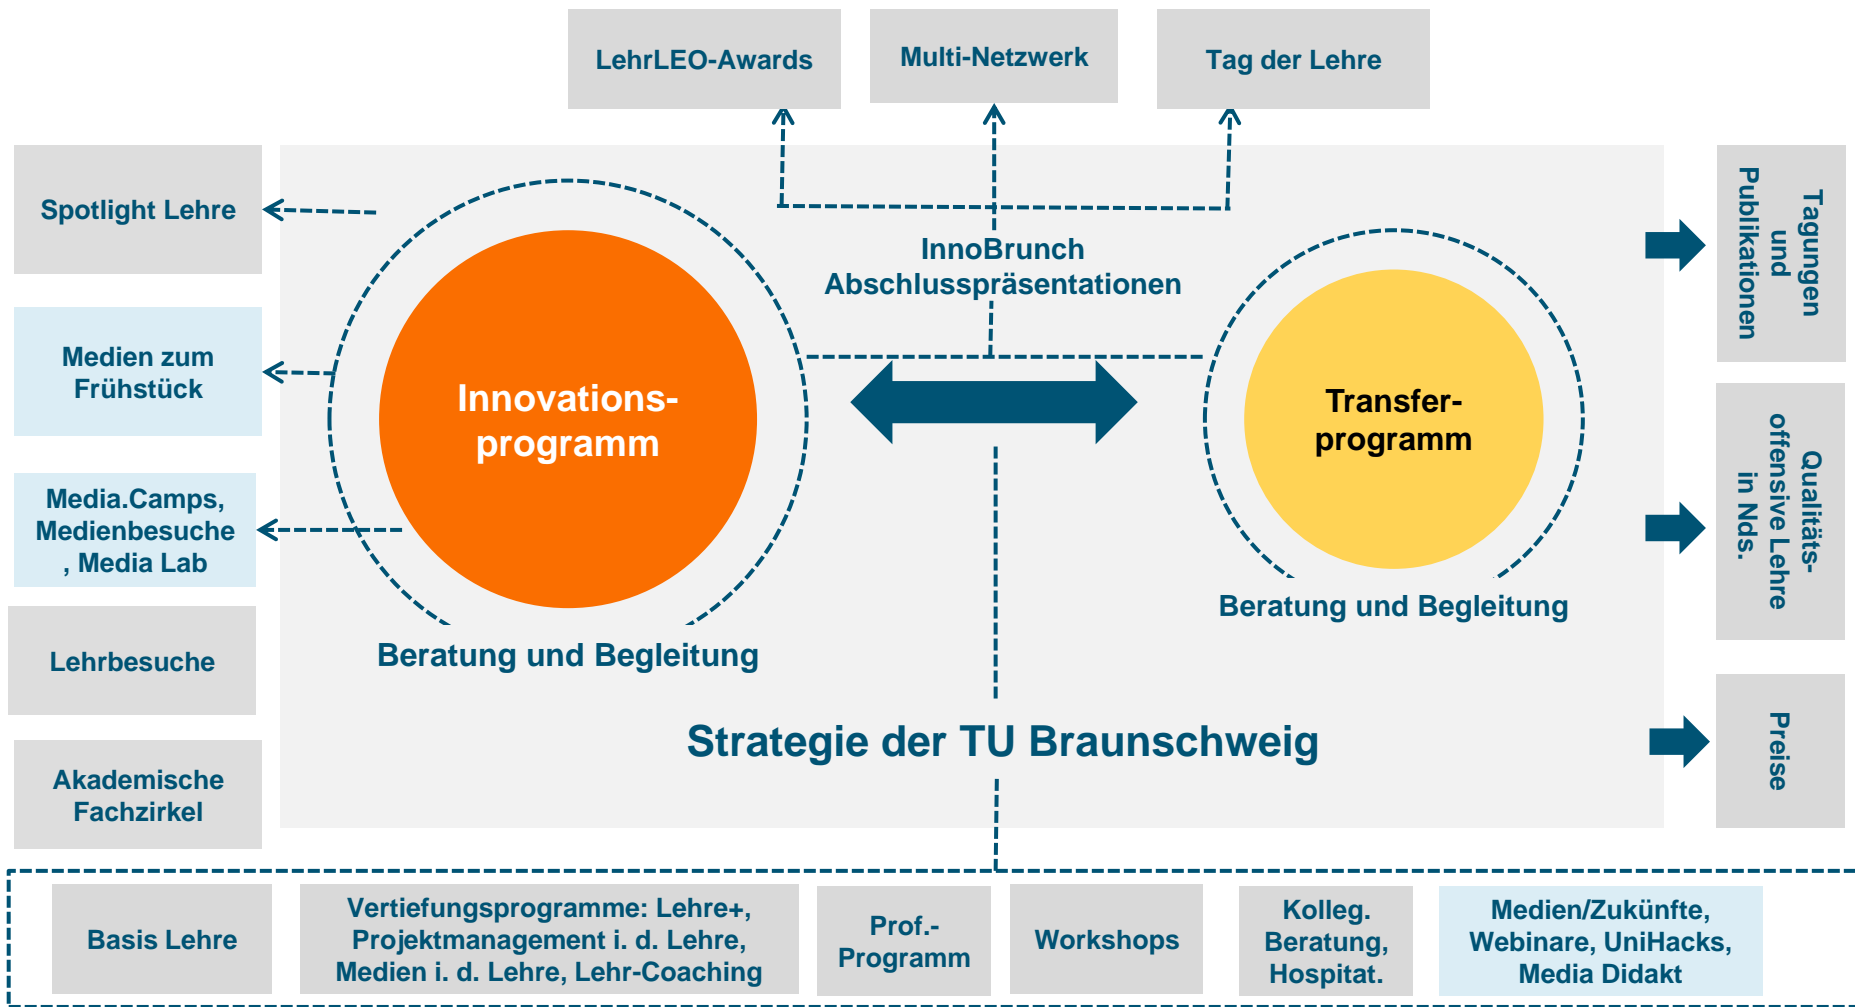 LehrLEO-Awards
Multi-Netzwerk
Tag der Lehre
Spotlight Lehre
Medien zum
Frühstück
Media.Camps,
Medienbesuche
, Media Lab
Lehrbesuche
Akademische
Fachzirkel
InnoBrunch
Abschlusspräsentationen
Innovations-
programm
Beratung und Begleitung
Transfer-
programm
Beratung und Begleitung
Strategie der TU Braunschweig
Tagungen
und
Publikationen
Qualitäts-
offensive Lehre
in Nds.
Preise
Basis Lehre
Vertiefungsprogramme: Lehre+,
Projektmanagement i. d. Lehre,
Medien i. d. Lehre, Lehr-Coaching
Prof.-
Programm
Workshops
Kolleg.
Beratung,
Hospitat.
Medien/Zukünfte,
Webinare, UniHacks,
Media Didakt